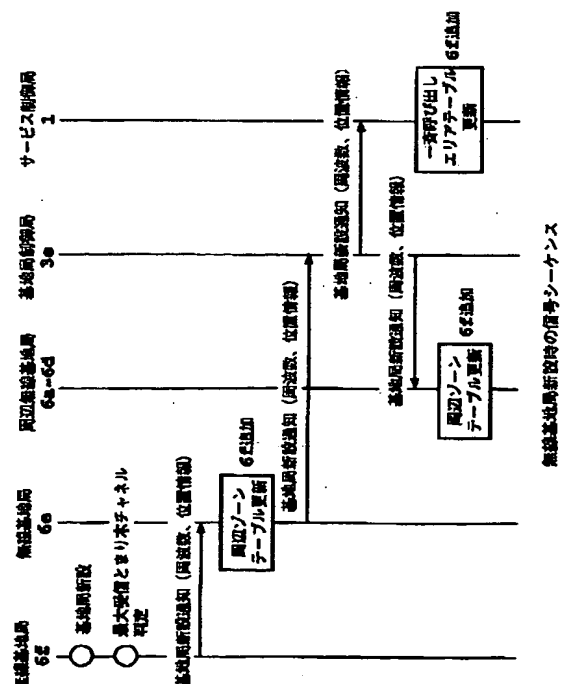 無線基地局
6f
無線基地局
6e
周辺無線基地局
6a~6d
基地局制御局
3e
サービス制御局
1
基地局新設
最大受信とまり木チャネル
判定
基地局新設通知(周波数、位置情報)
周辺ゾーン
テーブル更新
6f追加
基地局新設通知(周波数、位置情報)
基地局新設通知(周波数、位置情報)
基地局新設通知(周波数、位置情報)
周辺ゾーン
テーブル更新
6f追加
一斉呼び出し
エリアテーブル
更新
6f追加
無線基地局新設時の信号シーケンス